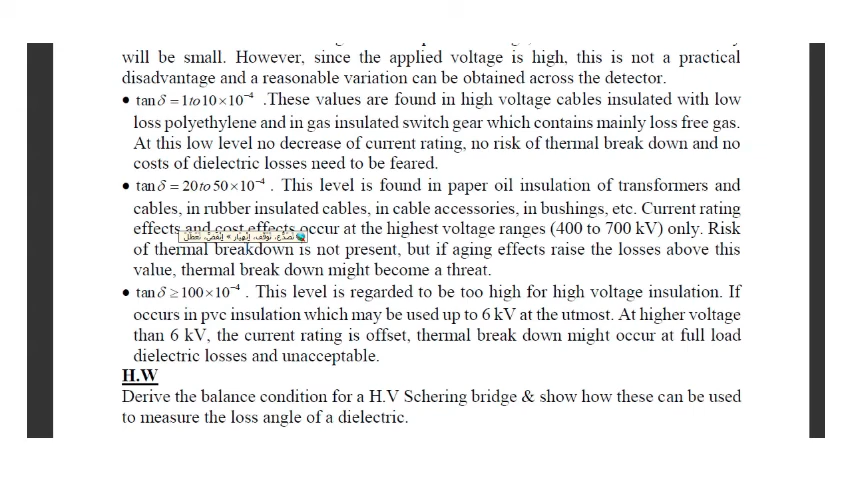 will be small. However, since the applied voltage is high, this is not a practical
disadvantage and a reasonable variation can be obtained across the detector.
• tan δ = 1to10×10⁻⁴ .These values are found in high voltage cables insulated with low
loss polyethylene and in gas insulated switch gear which contains mainly loss free gas.
At this low level no decrease of current rating, no risk of thermal break down and no
costs of dielectric losses need to be feared.
• tan δ = 20to 50×10⁻⁴ . This level is found in paper oil insulation of transformers and
cables, in rubber insulated cables, in cable accessories, in bushings, etc. Current rating
effects and cost effects occur at the highest voltage ranges (400 to 700 kV) only. Risk
تصدّع، توقف، إنهيار » إنفضّ، تعطل
of thermal breakdown is not present, but if aging effects raise the losses above this
value, thermal break down might become a threat.
• tan δ ≥100×10⁻⁴ . This level is regarded to be too high for high voltage insulation. If
occurs in pvc insulation which may be used up to 6 kV at the utmost. At higher voltage
than 6 kV, the current rating is offset, thermal break down might occur at full load
dielectric losses and unacceptable.
H.W
Derive the balance condition for a H.V Schering bridge & show how these can be used
to measure the loss angle of a dielectric.